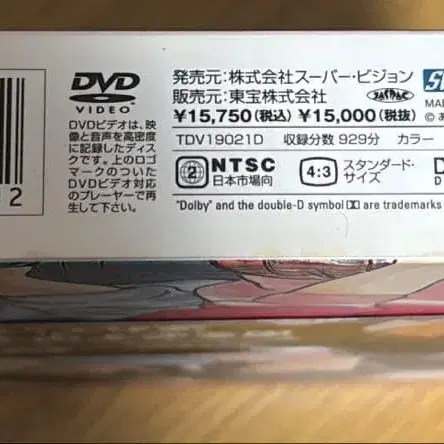 DVD
VIDEO
DVDビデオは、映
像と音声を高密度
に記録したディス
クです。上のロゴ
マークのついた
DVDビデオ対応
のプレーヤーで再
生して下さい。
2
発売元:株式会社スーパー・ビジョン
販売元:東宝株式会社
JASRAC
¥15,750(税込) ¥15,000(税抜)
TDV19021D 収録分数 929分 カラー
2 NTSC
日本市場向
4:3 スタンダード・
サイズ
"Dolby" and the double-D symbol are trademarks
MAD
©あ